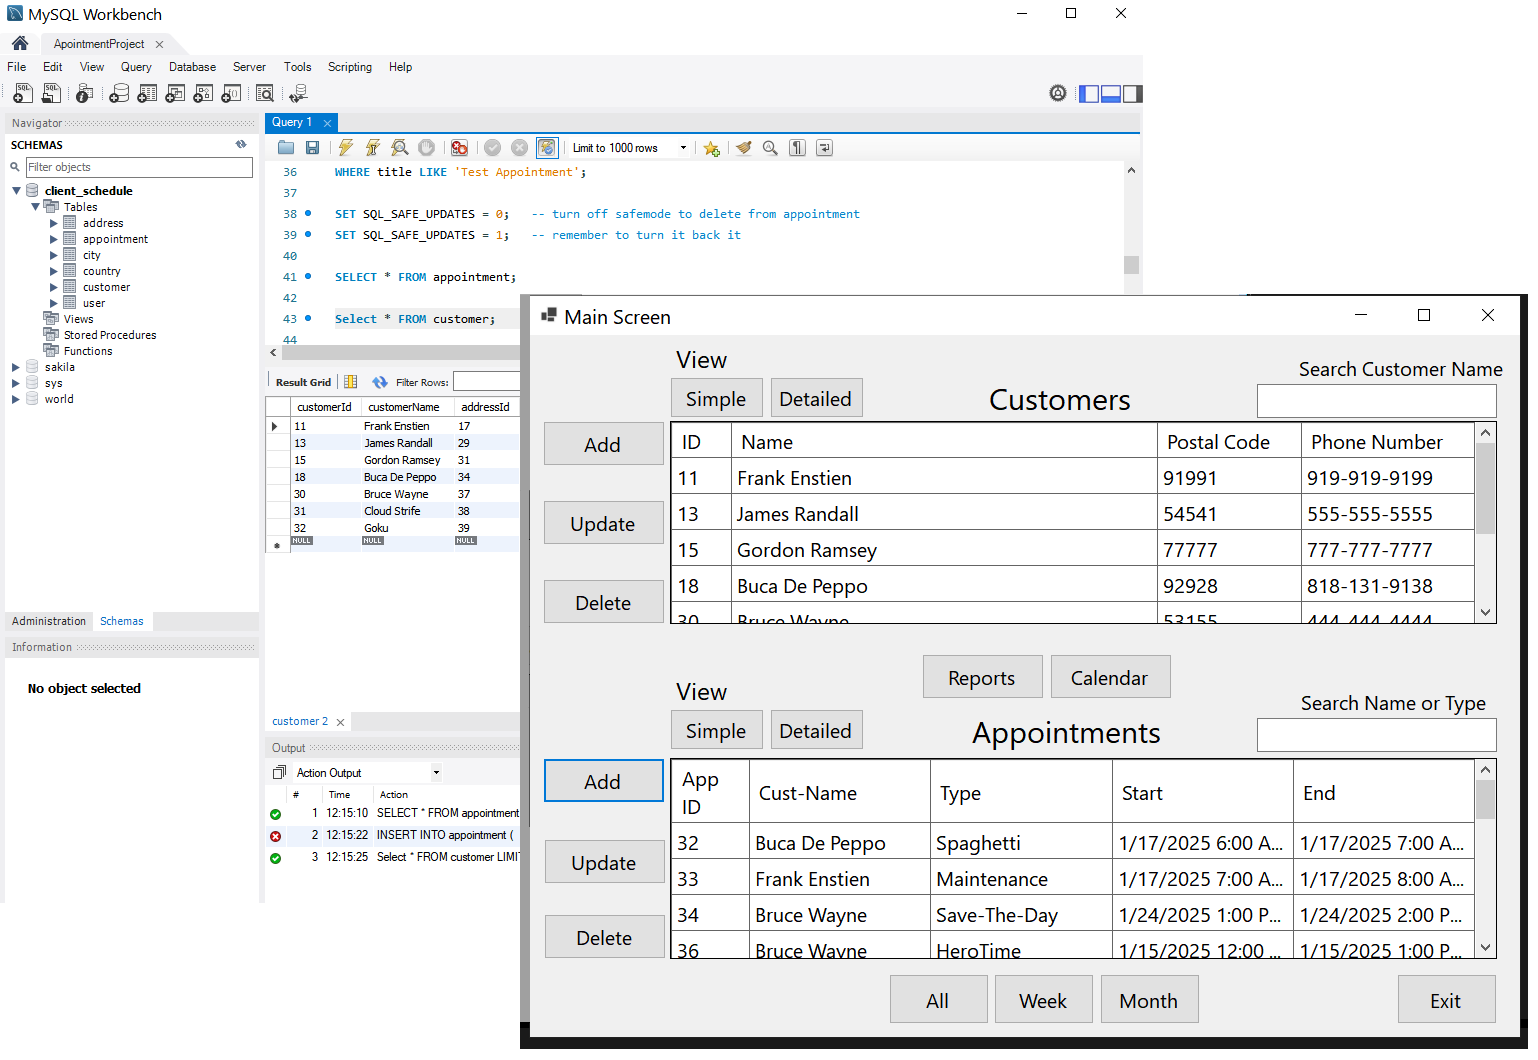 MySQL Workbench
ApointmentProject
File Edit View Query Database Server Tools Scripting Help
Navigator
SCHEMAS
Filter objects
client_schedule
Tables
address
appointment
city
country
customer
user
Views
Stored Procedures
Functions
sakila
sys
world
Administration Schemas
Information
No object selected
Query 1
Limit to 1000 rows
36 WHERE title LIKE 'Test Appointment';
37
38 SET SQL_SAFE_UPDATES = 0; -- turn off safemode to delete from appointment
39 SET SQL_SAFE_UPDATES = 1; -- remember to turn it back it
40
41 SELECT * FROM appointment;
42
43 Select * FROM customer;
44
Result Grid Filter Rows:
customerId customerName addressId
11 Frank Enstien 17
13 James Randall 29
15 Gordon Ramsey 31
18 Buca De Peppo 34
30 Bruce Wayne 37
31 Cloud Strife 38
32 Goku 39
NULL NULL NULL
customer 2
Output
Action Output
# Time Action
1 12:15:10 SELECT * FROM appointment
2 12:15:22 INSERT INTO appointment (
3 12:15:25 Select * FROM customer LIMIT
Main Screen
View
Simple Detailed
Customers
Search Customer Name
Add
Update
Delete
ID Name Postal Code Phone Number
11 Frank Enstien 91991 919-919-9199
13 James Randall 54541 555-555-5555
15 Gordon Ramsey 77777 777-777-7777
18 Buca De Peppo 92928 818-131-9138
30 Bruce Wayne 53155 444-444-4444
Reports Calendar
View
Simple Detailed
Appointments
Search Name or Type
Add
Update
Delete
App ID Cust-Name Type Start End
32 Buca De Peppo Spaghetti 1/17/2025 6:00 A... 1/17/2025 7:00 A...
33 Frank Enstien Maintenance 1/17/2025 7:00 A... 1/17/2025 8:00 A...
34 Bruce Wayne Save-The-Day 1/24/2025 1:00 P... 1/24/2025 2:00 P...
36 Bruce Wayne HeroTime 1/15/2025 12:00 ... 1/15/2025 1:00 P...
All Week Month Exit